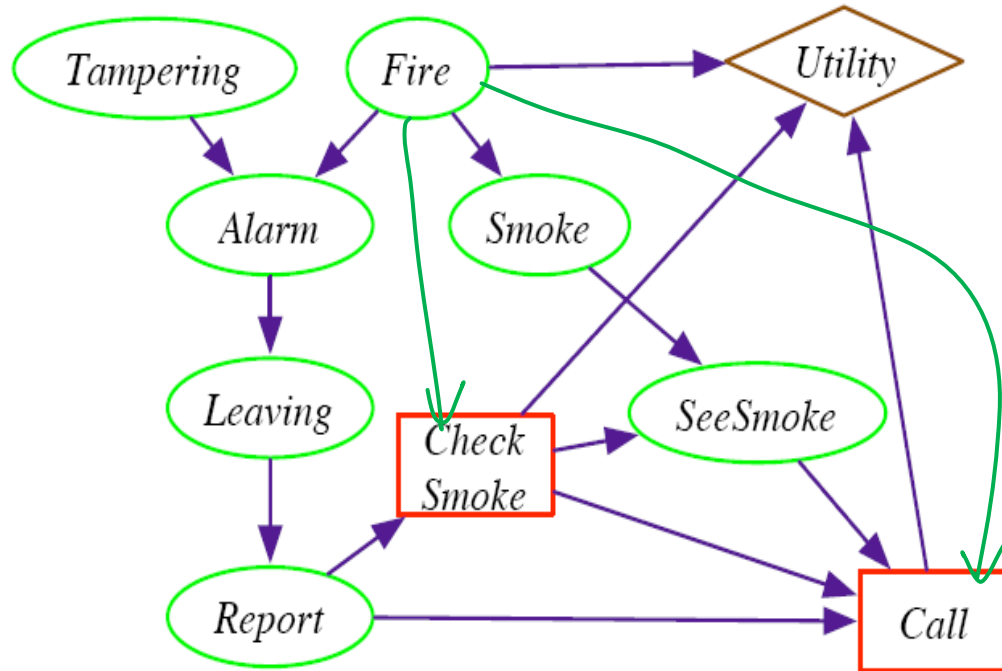 Tampering
Fire
Utility
Alarm
Smoke
Leaving
SeeSmoke
Check
Smoke
Report
Call